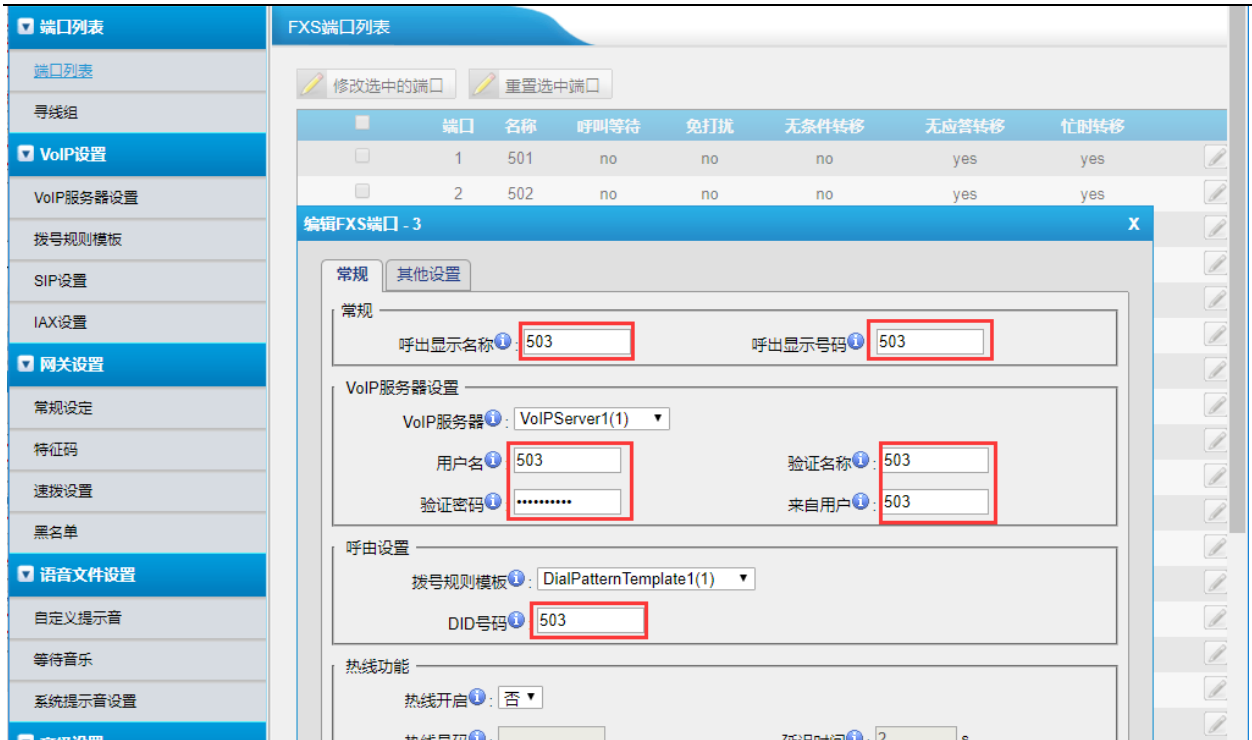 端口列表
端口列表
寻线组
VoIP设置
VoIP服务器设置
拨号规则模板
SIP设置
IAX设置
网关设置
常规设定
特征码
速拨设置
黑名单
语音文件设置
自定义提示音
等待音乐
系统提示音设置
FXS端口列表
修改选中的端口 重置选中端口
端口 名称 呼叫等待 免打扰 无条件转移 无应答转移 忙时转移
1 501 no no no yes yes
2 502 no no no yes yes
编辑FXS端口 - 3 X
常规 其他设置
常规
呼出显示名称 : 503 呼出显示号码 : 503
VoIP服务器设置
VoIP服务器 : VoIPServer1(1)
用户名 : 503 验证名称 : 503
验证密码 : •••••••••• 来自用户 : 503
呼由设置
拨号规则模板 : DialPatternTemplate1(1)
DID号码 : 503
热线功能
热线开启 : 否
热线号码 : 延迟时间 : 2 s